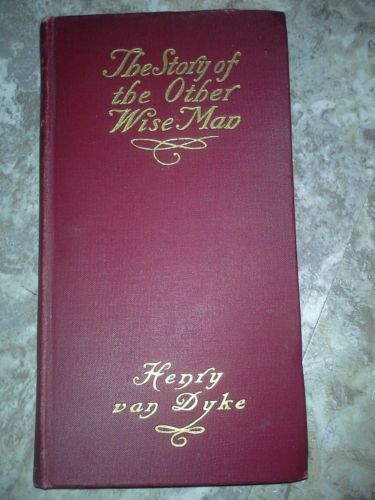 The Story of
the Other
Wise Man
Henry
van Dyke